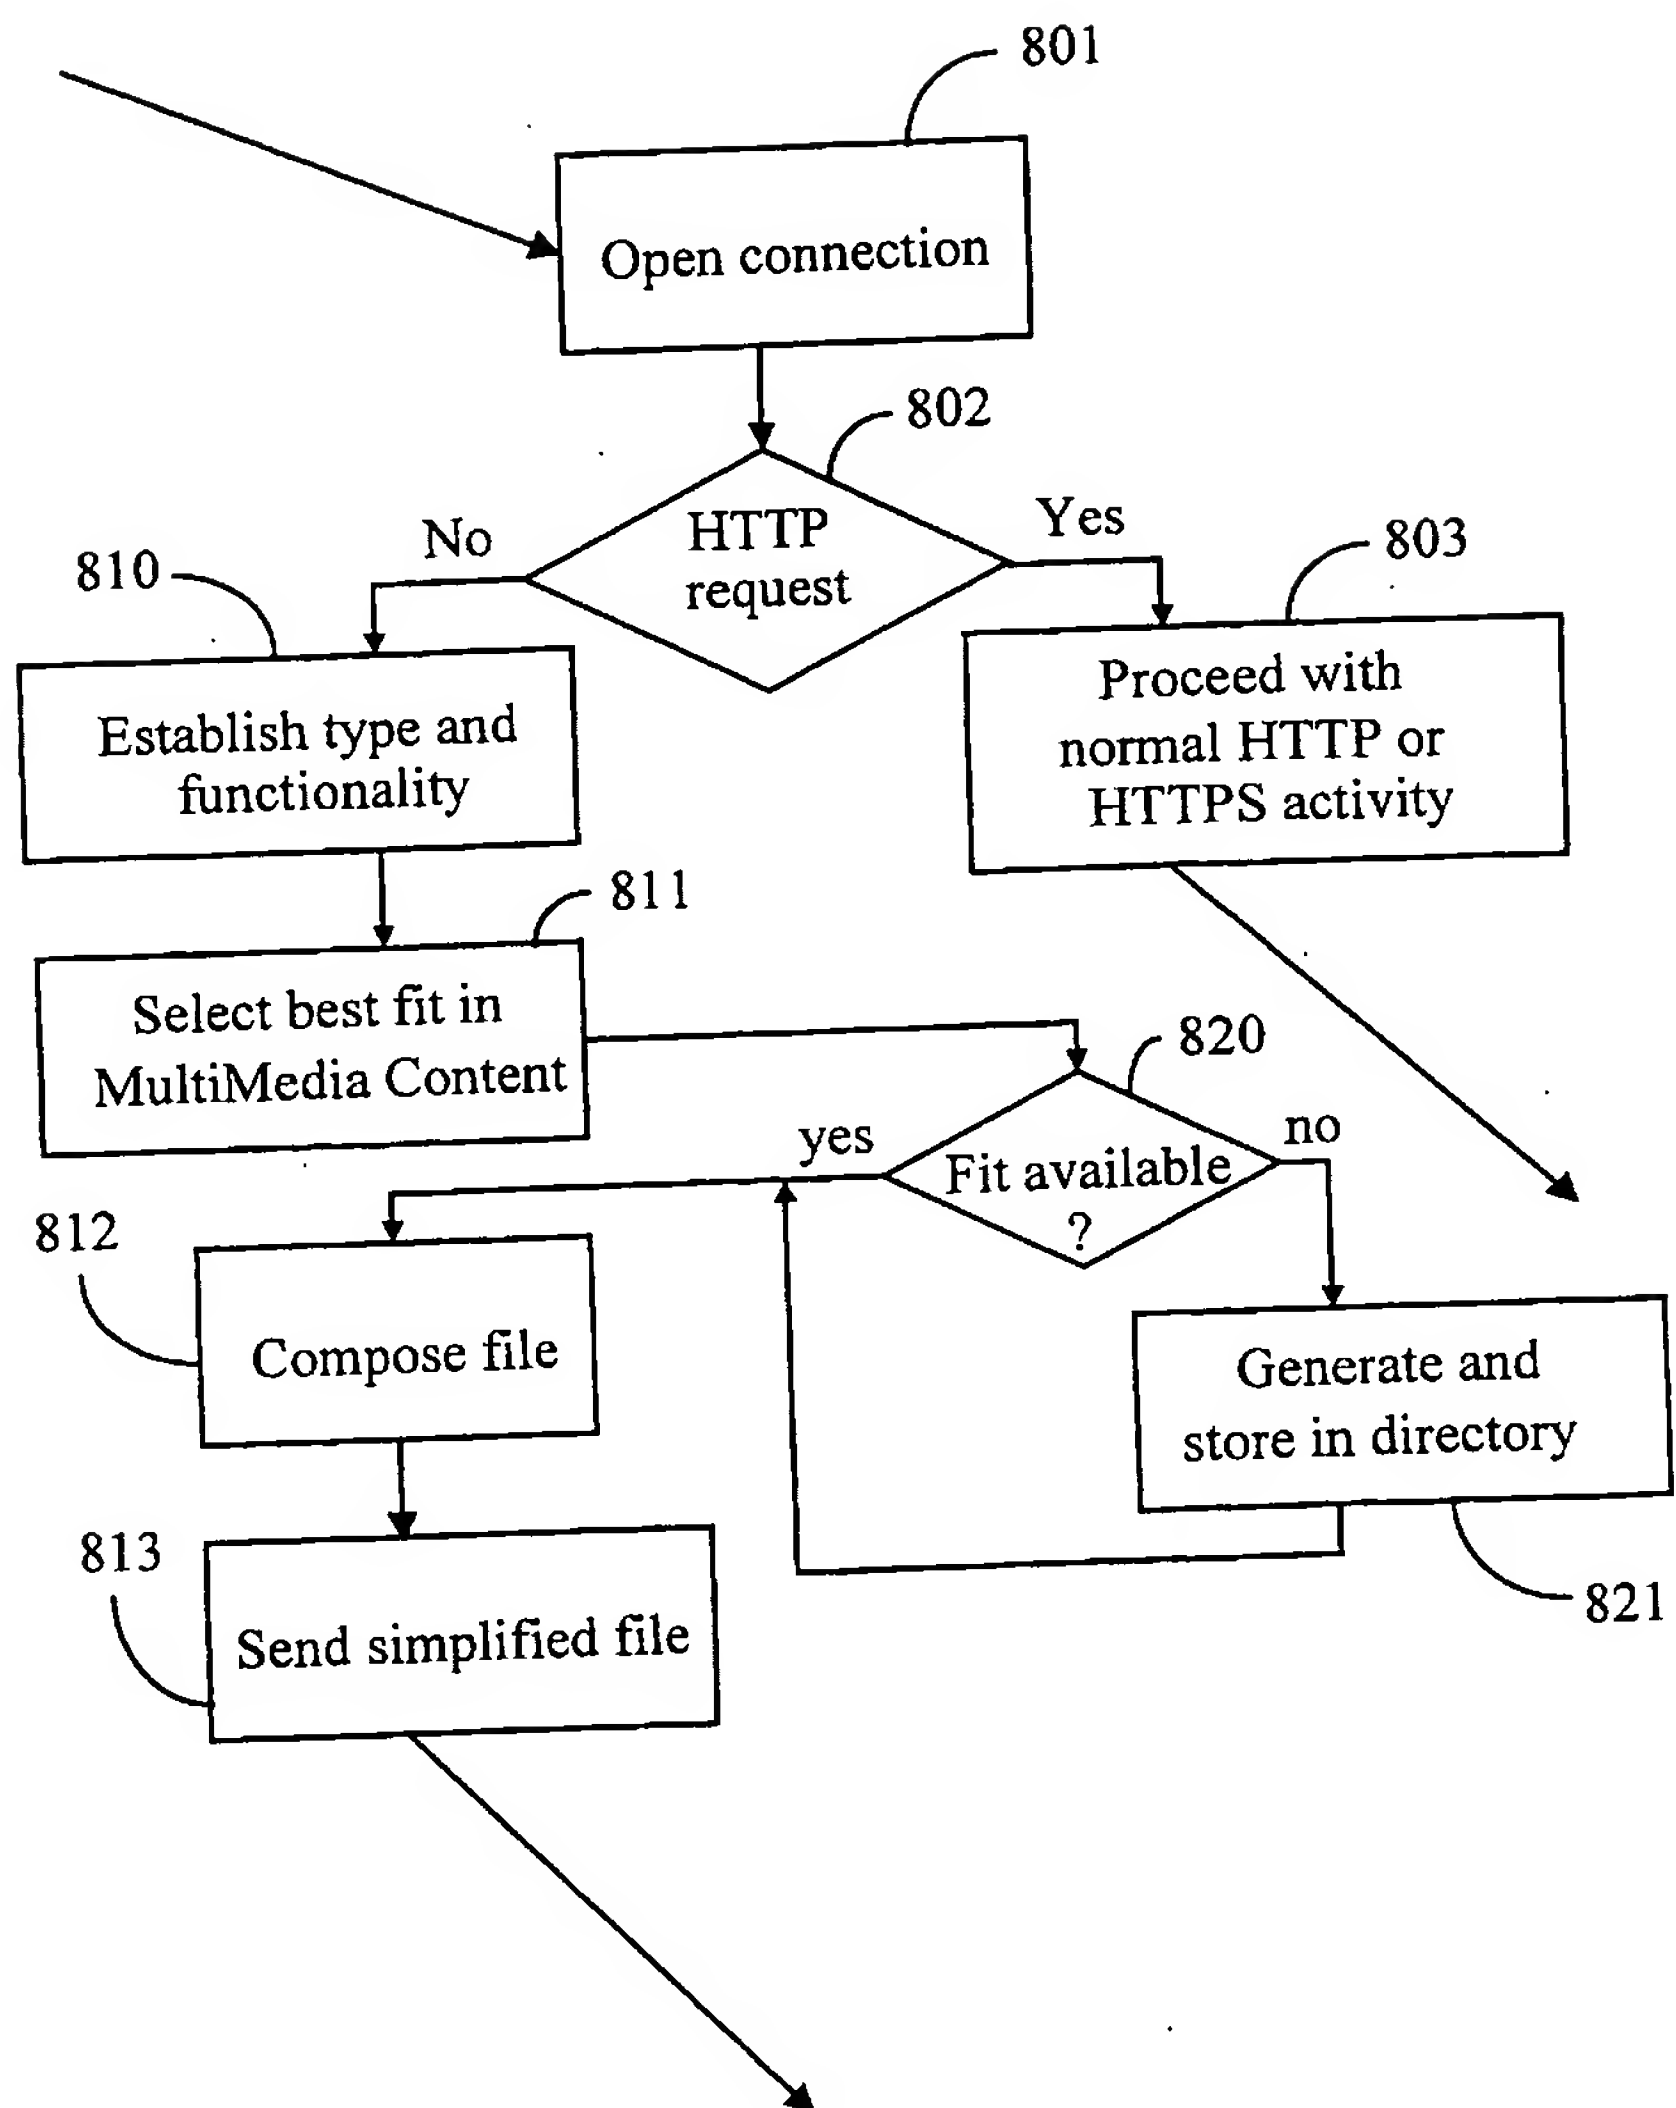 801
Open connection
802
HTTP
request
No
Yes
810
803
Establish type and
functionality
Proceed with
normal HTTP or
HTTPS activity
811
Select best fit in
MultiMedia Content
820
yes
no
Fit available
?
812
Compose file
Generate and
store in directory
813
821
Send simplified file